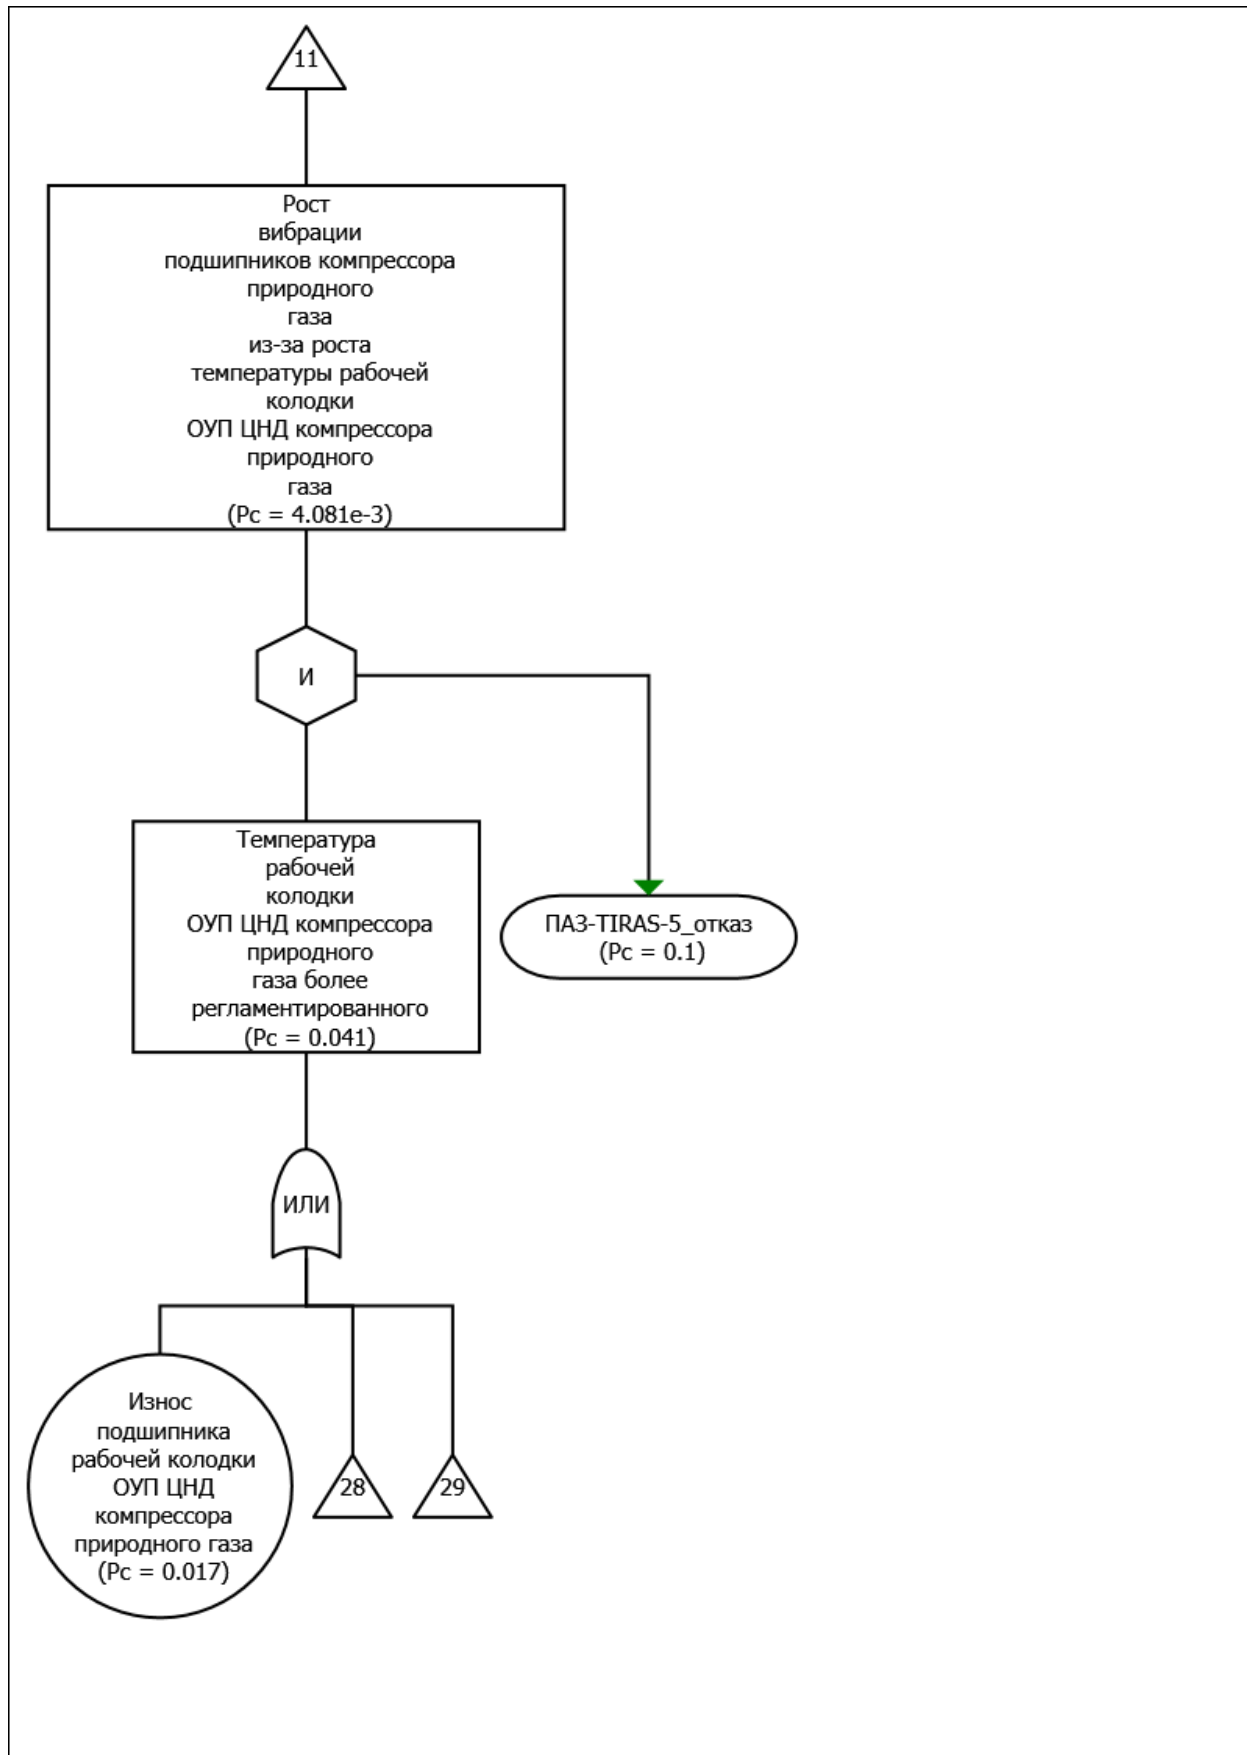 11
Рост
вибрации
подшипников компрессора
природного
газа
из-за роста
температуры рабочей
колодки
ОУП ЦНД компрессора
природного
газа
(Pc = 4.081e-3)
И
Температура
рабочей
колодки
ОУП ЦНД компрессора
природного
газа более
регламентированного
(Pc = 0.041)
ПАЗ-TIRAS-5_отказ
(Pc = 0.1)
ИЛИ
Износ
подшипника
рабочей колодки
ОУП ЦНД
компрессора
природного газа
(Pc = 0.017)
28
29